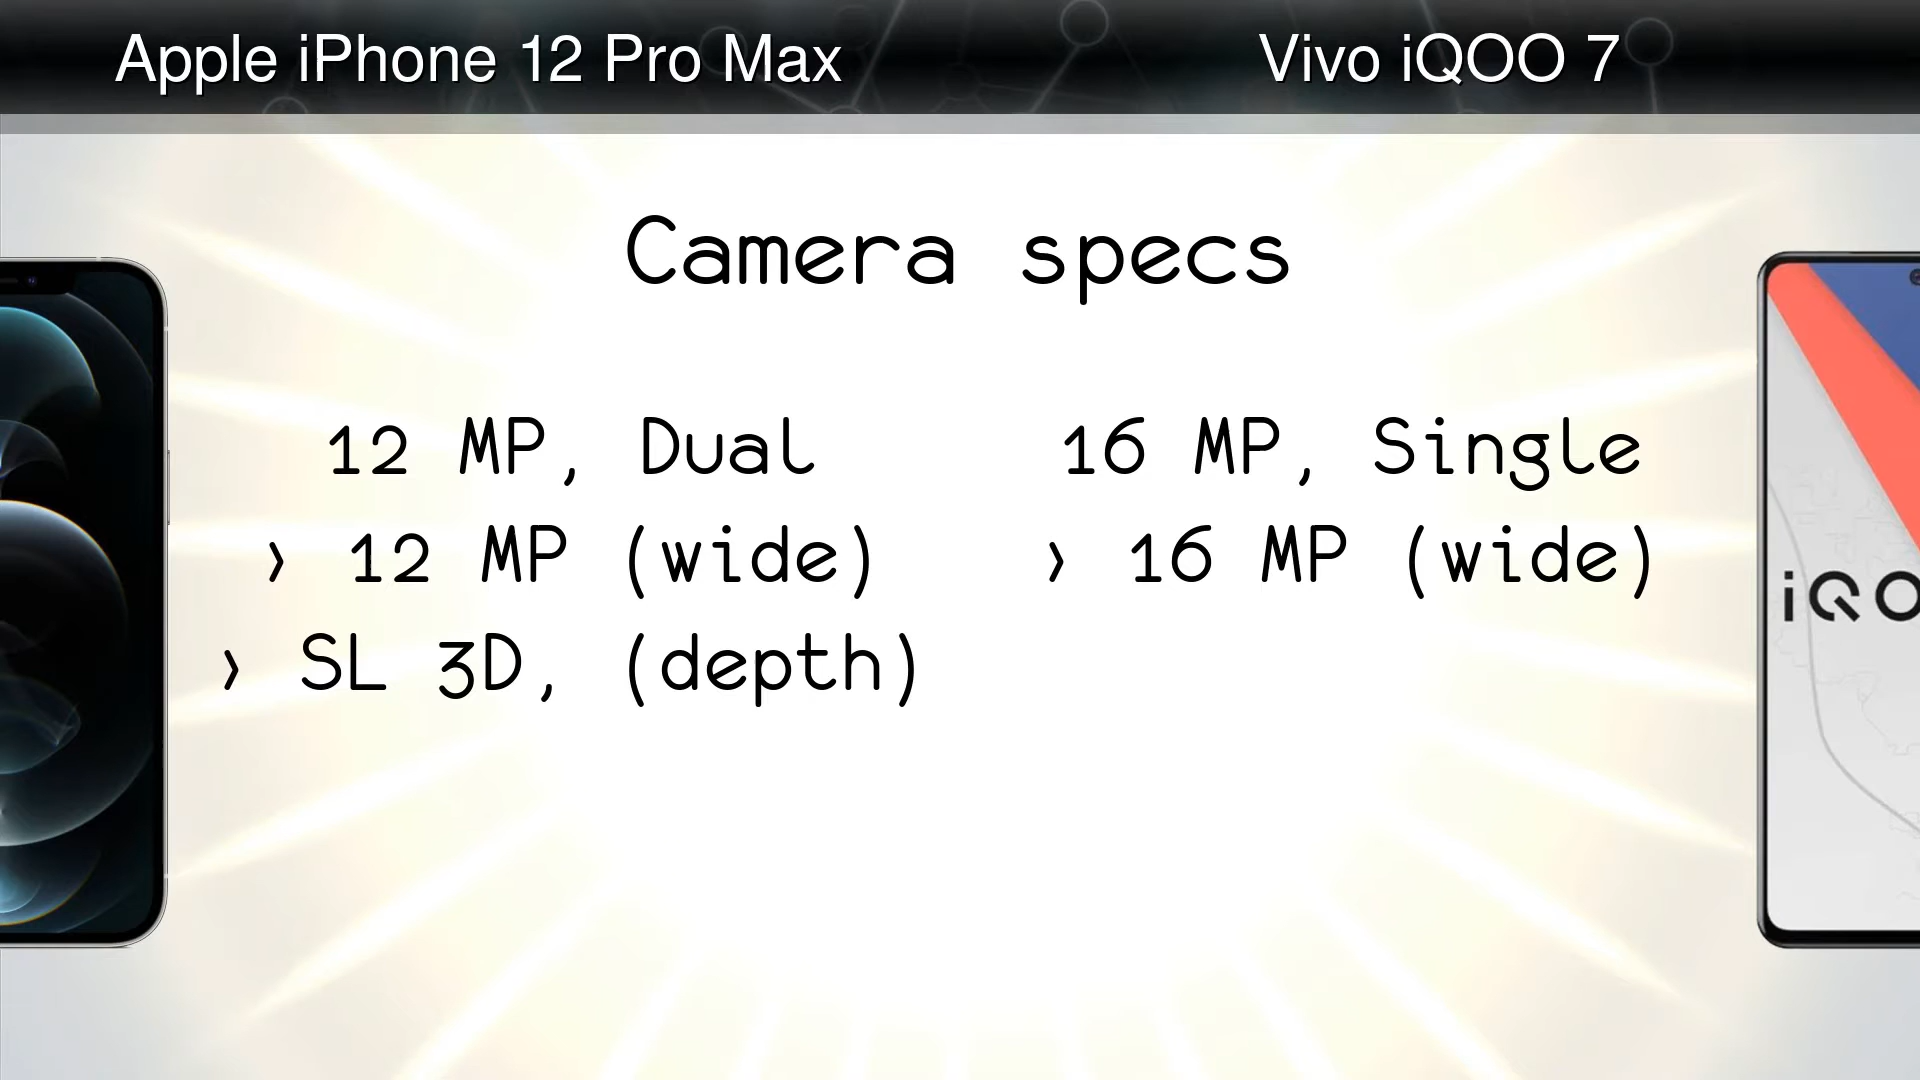 Apple iPhone 12 Pro Max
Vivo iQOO 7
Camera specs
12 MP, Dual
› 12 MP (wide)
› SL 3D, (depth)
16 MP, Single
› 16 MP (wide)
iQO